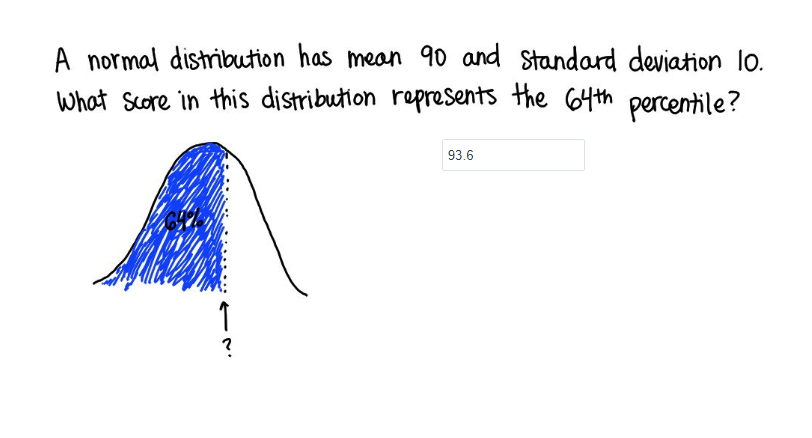 A normal distribution has mean 90 and standard deviation 10.
What score in this distribution represents the 64th percentile?
93.6
64%
?